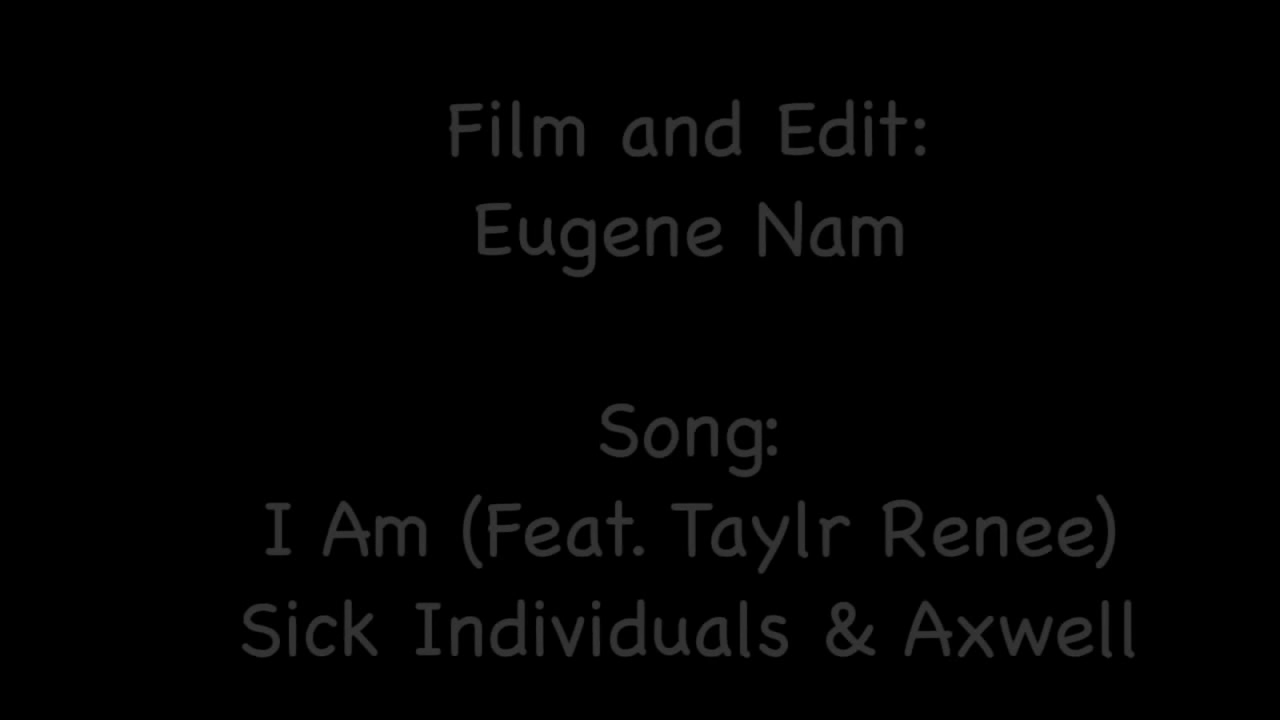 Film and Edit:
Eugene Nam
Song:
I Am (Feat. Taylr Renee)
Sick Individuals & Axwell